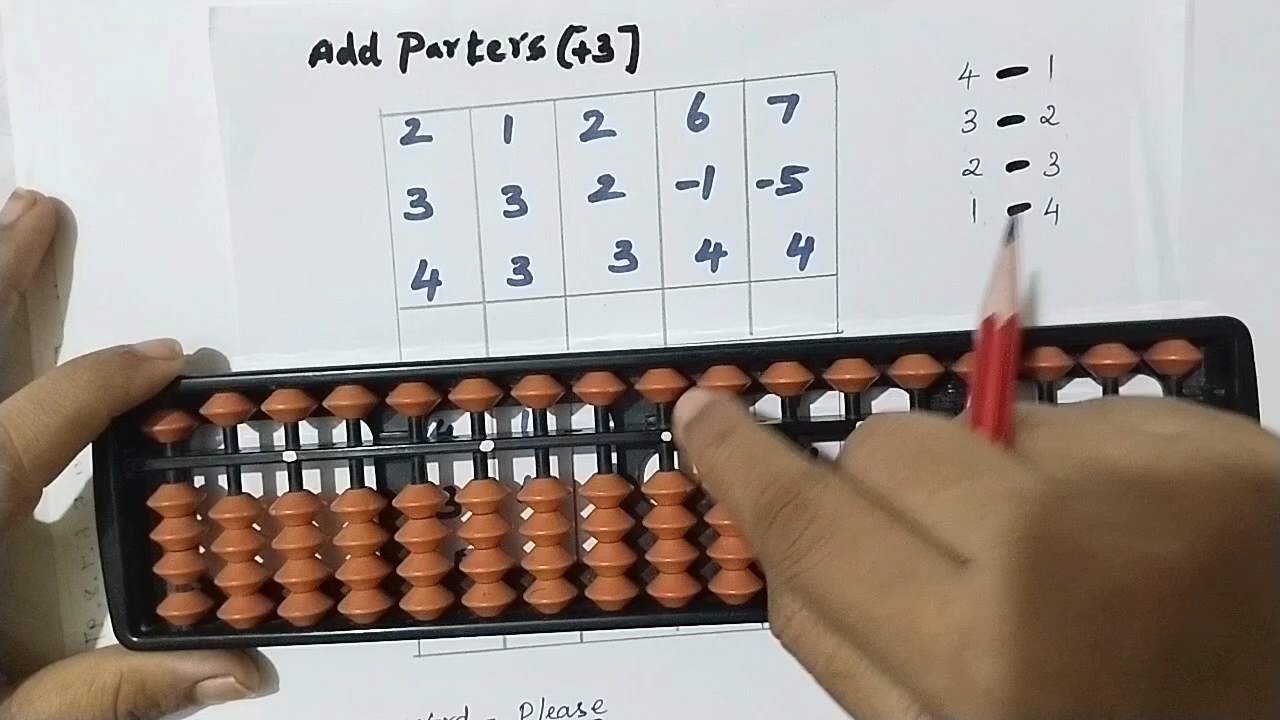 Add Parters (+3]
2 1 2 6 7
3 3 2 -1 -5
4 3 3 4 4
4 - 1
3 - 2
2 - 3
1 - 4
Please